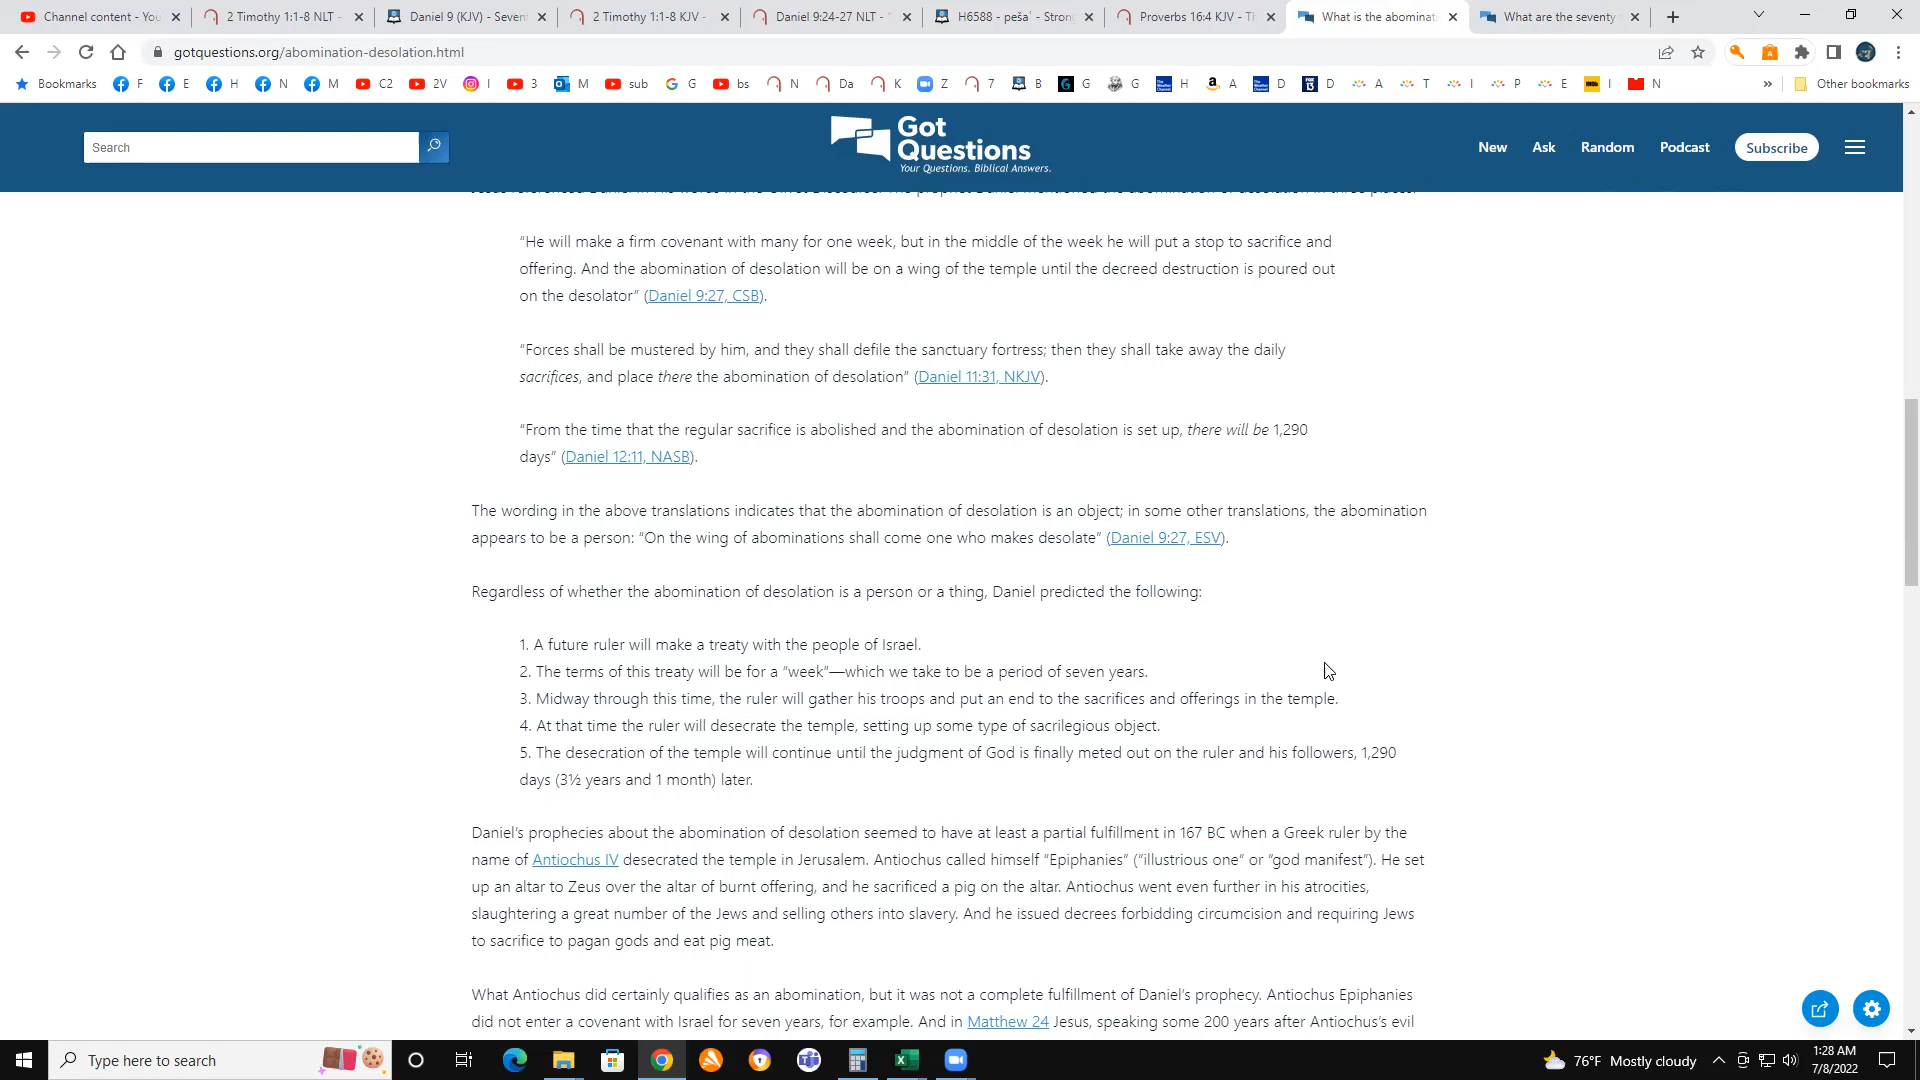 Channel content - You
2 Timothy 1:1-8 NLT -
Daniel 9 (KJV) - Seven
2 Timothy 1:1-8 KJV -
Daniel 9:24-27 NLT - "
H6588 - peša' - Stron
Proverbs 16:4 KJV - Th
What is the abominat
What are the seventy
gotquestions.org/abomination-desolation.html
Bookmarks F E H N M C2 2V I 3 M sub G bs N Da K Z 7 B G G H A D D A T I P E I N » Other bookmarks
Search
Got
Questions
Your Questions. Biblical Answers.
New Ask Random Podcast Subscribe
“He will make a firm covenant with many for one week, but in the middle of the week he will put a stop to sacrifice and
offering. And the abomination of desolation will be on a wing of the temple until the decreed destruction is poured out
on the desolator” (Daniel 9:27, CSB).
“Forces shall be mustered by him, and they shall defile the sanctuary fortress; then they shall take away the daily
sacrifices, and place there the abomination of desolation” (Daniel 11:31, NKJV).
“From the time that the regular sacrifice is abolished and the abomination of desolation is set up, there will be 1,290
days” (Daniel 12:11, NASB).
The wording in the above translations indicates that the abomination of desolation is an object; in some other translations, the abomination
appears to be a person: “On the wing of abominations shall come one who makes desolate” (Daniel 9:27, ESV).
Regardless of whether the abomination of desolation is a person or a thing, Daniel predicted the following:
1. A future ruler will make a treaty with the people of Israel.
2. The terms of this treaty will be for a “week”—which we take to be a period of seven years.
3. Midway through this time, the ruler will gather his troops and put an end to the sacrifices and offerings in the temple.
4. At that time the ruler will desecrate the temple, setting up some type of sacrilegious object.
5. The desecration of the temple will continue until the judgment of God is finally meted out on the ruler and his followers, 1,290
days (3½ years and 1 month) later.
Daniel’s prophecies about the abomination of desolation seemed to have at least a partial fulfillment in 167 BC when a Greek ruler by the
name of Antiochus IV desecrated the temple in Jerusalem. Antiochus called himself “Epiphanies” (“illustrious one” or “god manifest”). He set
up an altar to Zeus over the altar of burnt offering, and he sacrificed a pig on the altar. Antiochus went even further in his atrocities,
slaughtering a great number of the Jews and selling others into slavery. And he issued decrees forbidding circumcision and requiring Jews
to sacrifice to pagan gods and eat pig meat.
What Antiochus did certainly qualifies as an abomination, but it was not a complete fulfillment of Daniel’s prophecy. Antiochus Epiphanies
did not enter a covenant with Israel for seven years, for example. And in Matthew 24 Jesus, speaking some 200 years after Antiochus’s evil
Type here to search
76°F Mostly cloudy
1:28 AM
7/8/2022